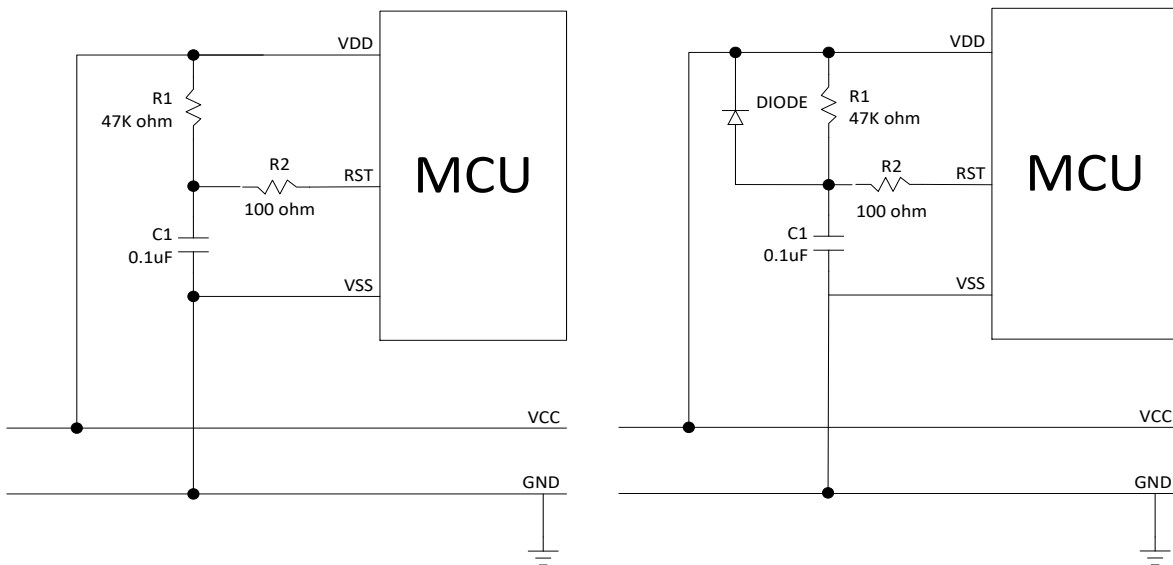 VDD
R1
47K ohm
R2
RST
100 ohm
MCU
C1
0.1uF
VSS
VCC
GND
VDD
DIODE
R1
47K ohm
R2
RST
100 ohm
MCU
C1
0.1uF
VSS
VCC
GND